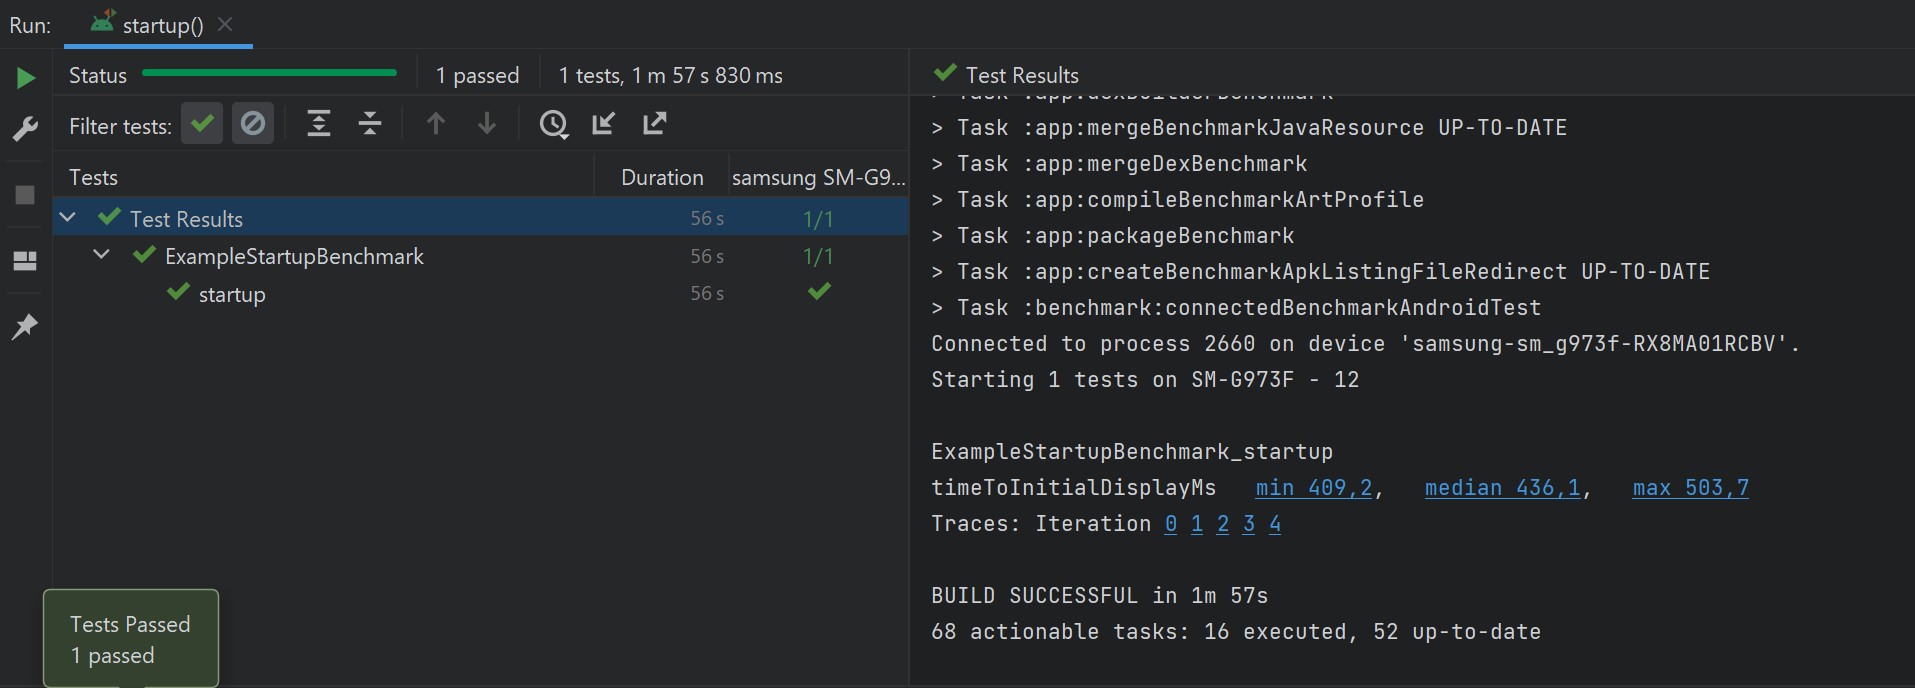 Run: startup()
Status 1 passed 1 tests, 1 m 57 s 830 ms
Filter tests:
Tests Duration samsung SM-G9...
Test Results 56 s 1/1
ExampleStartupBenchmark 56 s 1/1
startup 56 s
Tests Passed
1 passed
Test Results
> Task :app:dexBuilderBenchmark
> Task :app:mergeBenchmarkJavaResource UP-TO-DATE
> Task :app:mergeDexBenchmark
> Task :app:compileBenchmarkArtProfile
> Task :app:packageBenchmark
> Task :app:createBenchmarkApkListingFileRedirect UP-TO-DATE
> Task :benchmark:connectedBenchmarkAndroidTest
Connected to process 2660 on device 'samsung-sm_g973f-RX8MA01RCBV'.
Starting 1 tests on SM-G973F - 12
ExampleStartupBenchmark_startup
timeToInitialDisplayMs min 409,2, median 436,1, max 503,7
Traces: Iteration 0 1 2 3 4
BUILD SUCCESSFUL in 1m 57s
68 actionable tasks: 16 executed, 52 up-to-date